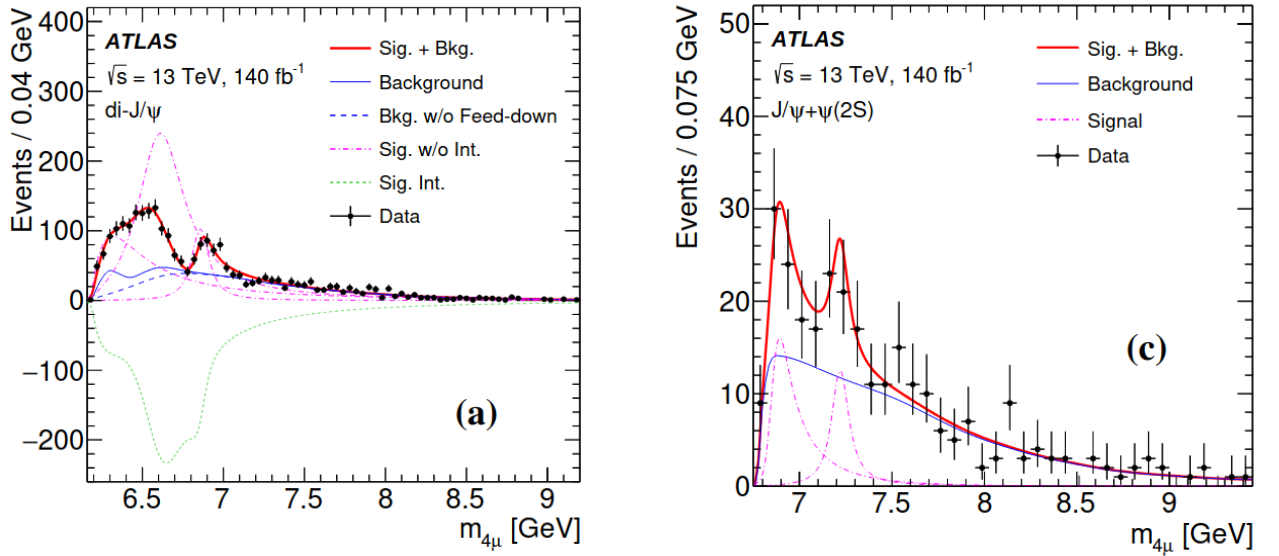 Events / 0.04 GeV
400
300
200
100
0
−100
−200
ATLAS
√s = 13 TeV, 140 fb⁻¹
di-J/ψ
Sig. + Bkg.
Background
Bkg. w/o Feed-down
Sig. w/o Int.
Sig. Int.
Data
(a)
6.5 7 7.5 8 8.5 9
m₄μ [GeV]
Events / 0.075 GeV
50
40
30
20
10
0
ATLAS
√s = 13 TeV, 140 fb⁻¹
J/ψ+ψ(2S)
Sig. + Bkg.
Background
Signal
Data
(c)
7 7.5 8 8.5 9
m₄μ [GeV]